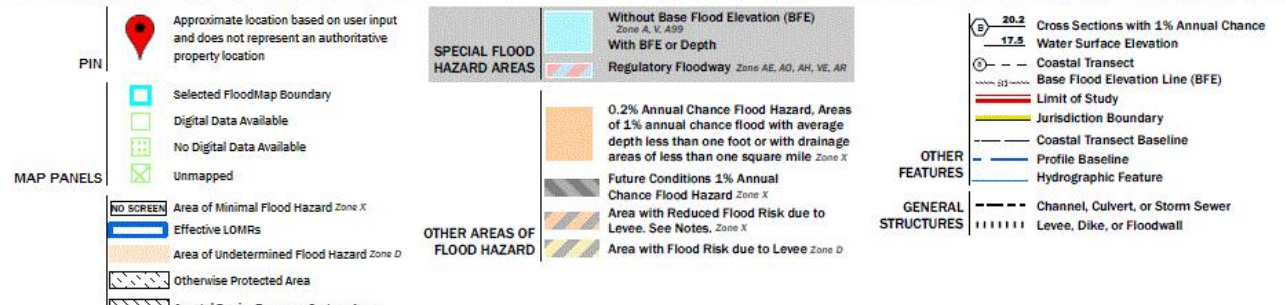 PIN
Approximate location based on user input
and does not represent an authoritative
property location
MAP PANELS
Selected FloodMap Boundary
Digital Data Available
No Digital Data Available
Unmapped
NO SCREEN Area of Minimal Flood Hazard Zone X
Effective LOMRs
Area of Undetermined Flood Hazard Zone D
Otherwise Protected Area
SPECIAL FLOOD
HAZARD AREAS
Without Base Flood Elevation (BFE)
Zone A, V, A99
With BFE or Depth
Regulatory Floodway Zone AE, AO, AH, VE, AR
OTHER AREAS OF
FLOOD HAZARD
0.2% Annual Chance Flood Hazard, Areas
of 1% annual chance flood with average
depth less than one foot or with drainage
areas of less than one square mile Zone X
Future Conditions 1% Annual
Chance Flood Hazard Zone X
Area with Reduced Flood Risk due to
Levee. See Notes. Zone X
Area with Flood Risk due to Levee Zone D
OTHER
FEATURES
B 20.2 Cross Sections with 1% Annual Chance
17.5 Water Surface Elevation
8 Coastal Transect
513 Base Flood Elevation Line (BFE)
Limit of Study
Jurisdiction Boundary
Coastal Transect Baseline
Profile Baseline
Hydrographic Feature
GENERAL
STRUCTURES
Channel, Culvert, or Storm Sewer
Levee, Dike, or Floodwall